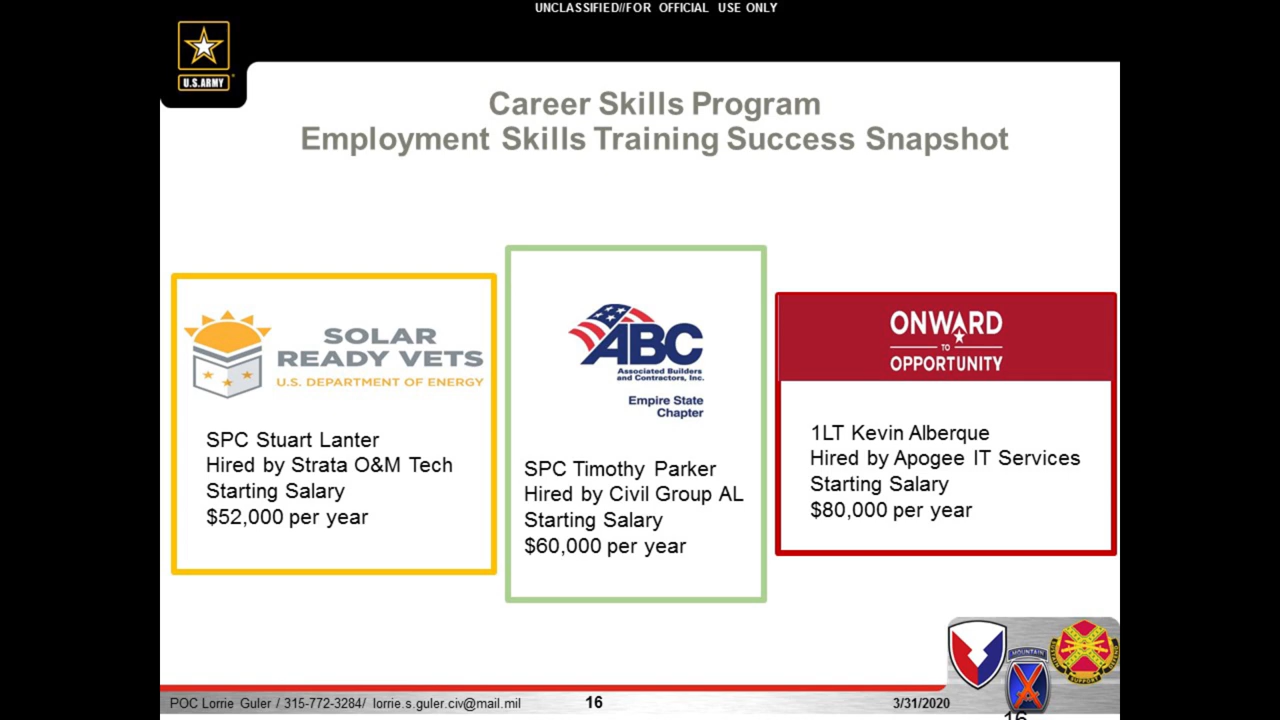 UNCLASSIFIED//FOR OFFICIAL USE ONLY
U.S.ARMY
Career Skills Program
Employment Skills Training Success Snapshot
SOLAR
READY VETS
U.S. DEPARTMENT OF ENERGY
SPC Stuart Lanter
Hired by Strata O&M Tech
Starting Salary
$52,000 per year
ABC
Associated Builders
and Contractors, Inc.
Empire State
Chapter
SPC Timothy Parker
Hired by Civil Group AL
Starting Salary
$60,000 per year
ONWARD
TO
OPPORTUNITY
1LT Kevin Alberque
Hired by Apogee IT Services
Starting Salary
$80,000 per year
MOUNTAIN
SUPPORT
POC Lorrie Guler / 315-772-3284/ lorrie.s.guler.civ@mail.mil
16
3/31/2020
16